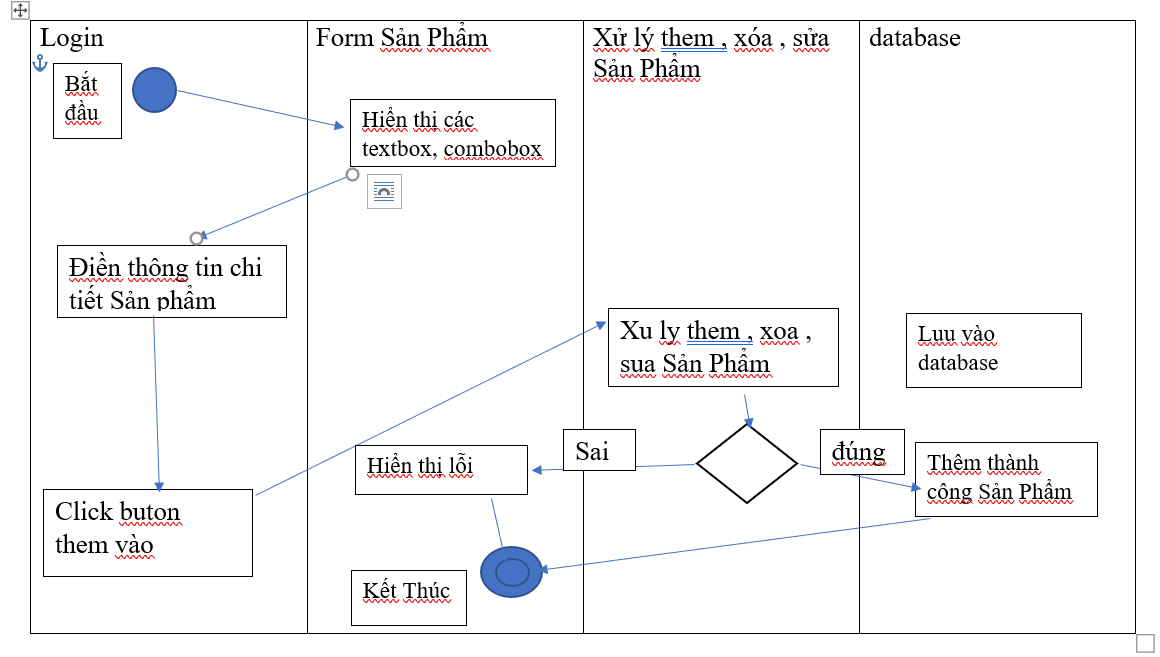 Login
Form Sản Phẩm
Xử lý them , xóa , sửa
Sản Phẩm
database
Bắt
đầu
Hiển thị các
textbox, combobox
Điền thông tin chi
tiết Sản phẩm
Xu ly them , xoa ,
sua Sản Phẩm
Luu vào
database
Sai
đúng
Hiển thị lỗi
Thêm thành
công Sản Phẩm
Click buton
them vào
Kết Thúc